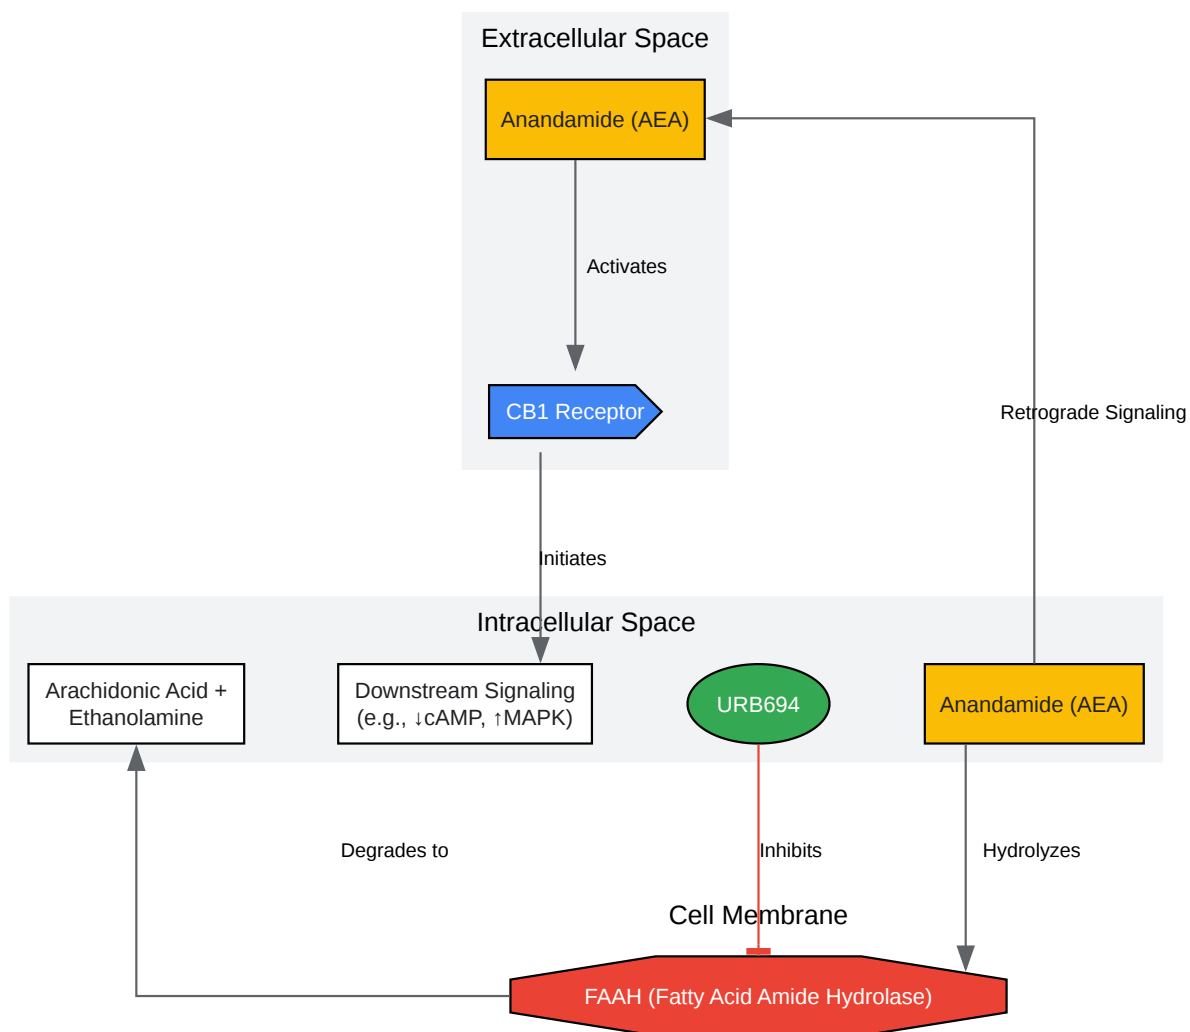 Extracellular Space
Anandamide (AEA)
Activates
CB1 Receptor
Retrograde Signaling
Initiates
Intracellular Space
Arachidonic Acid +
Ethanolamine
Downstream Signaling
(e.g., ↓cAMP, ↑MAPK)
URB694
Anandamide (AEA)
Degrades to
Inhibits
Hydrolyzes
Cell Membrane
FAAH (Fatty Acid Amide Hydrolase)